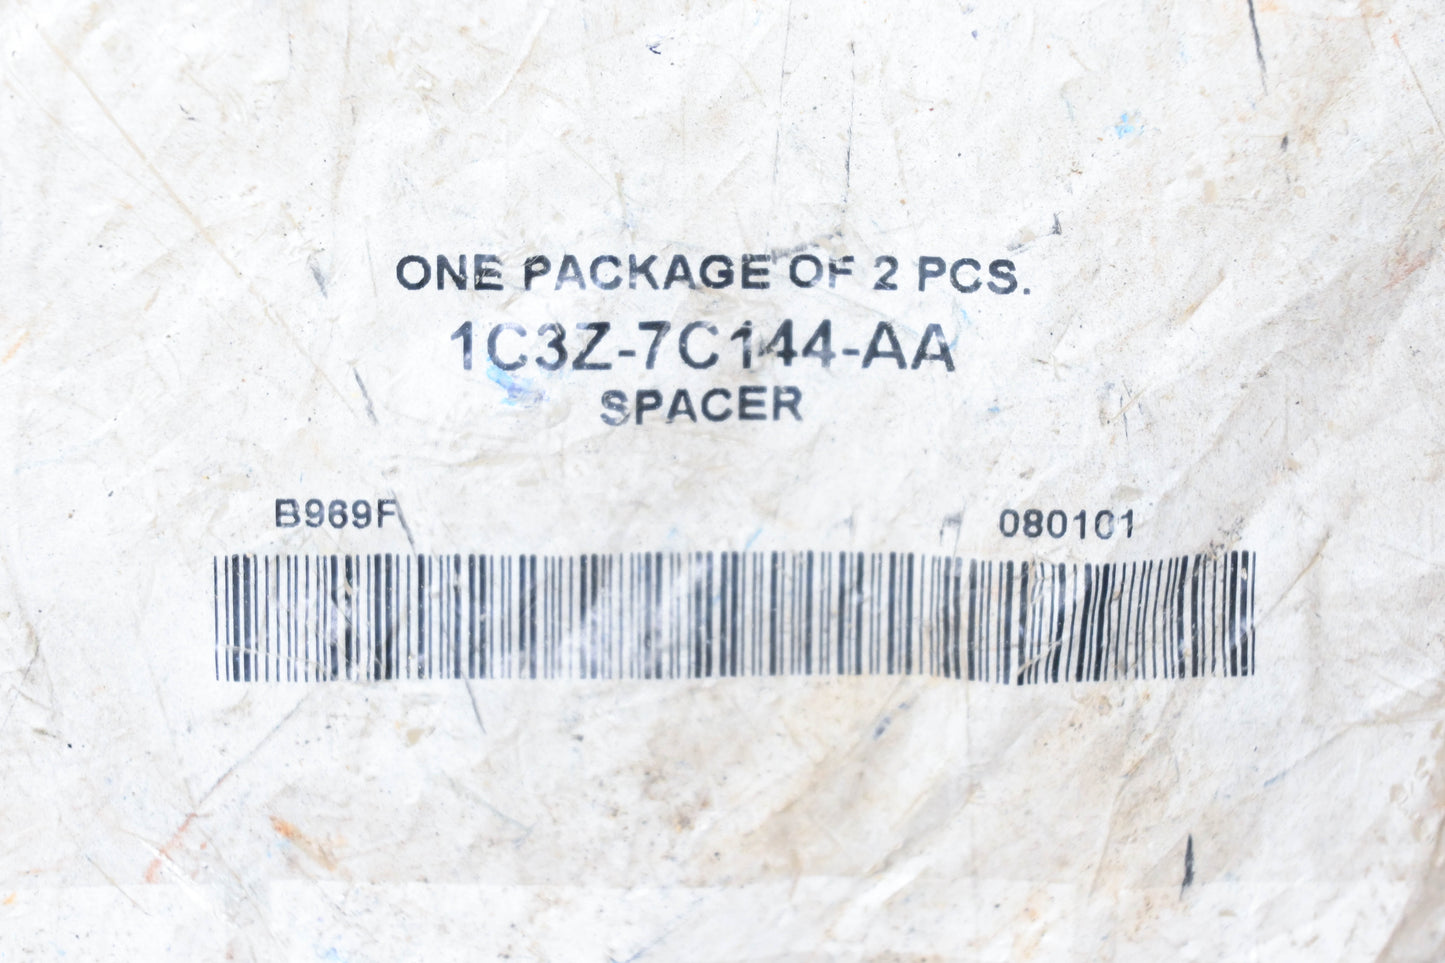 ONE PACKAGE OF 2 PCS.
1C3Z-7C144-AA
SPACER
B969F
080101